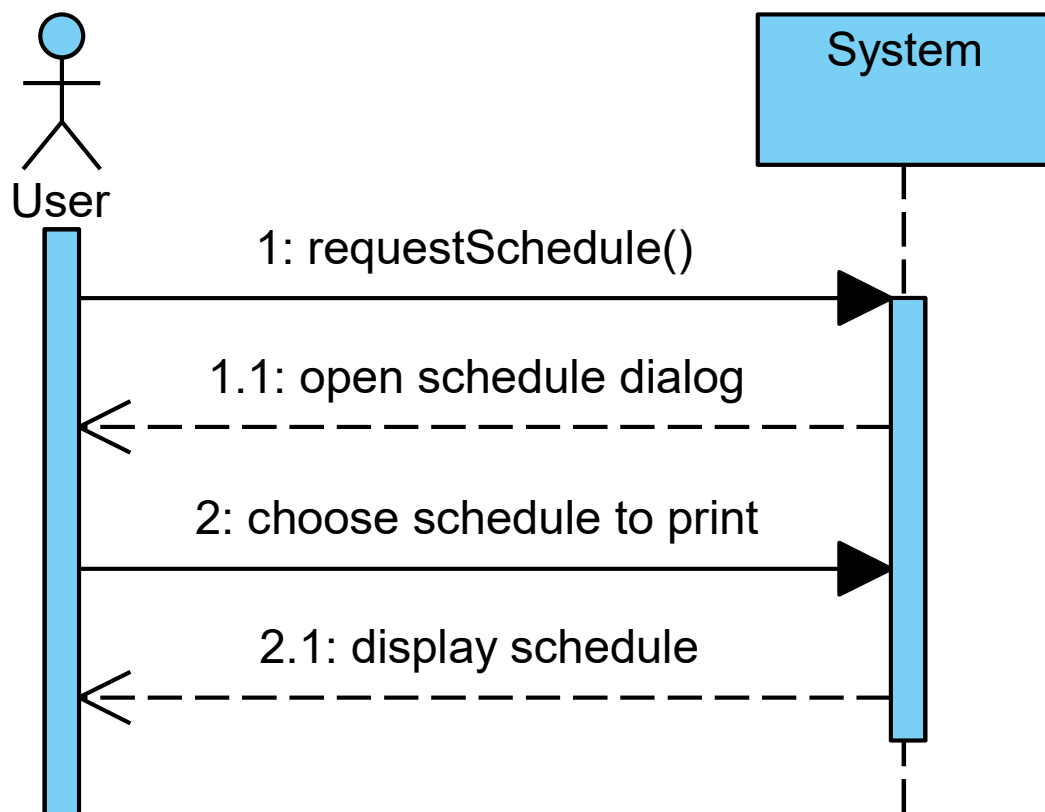 System
User
1: requestSchedule()
1.1: open schedule dialog
2: choose schedule to print
2.1: display schedule